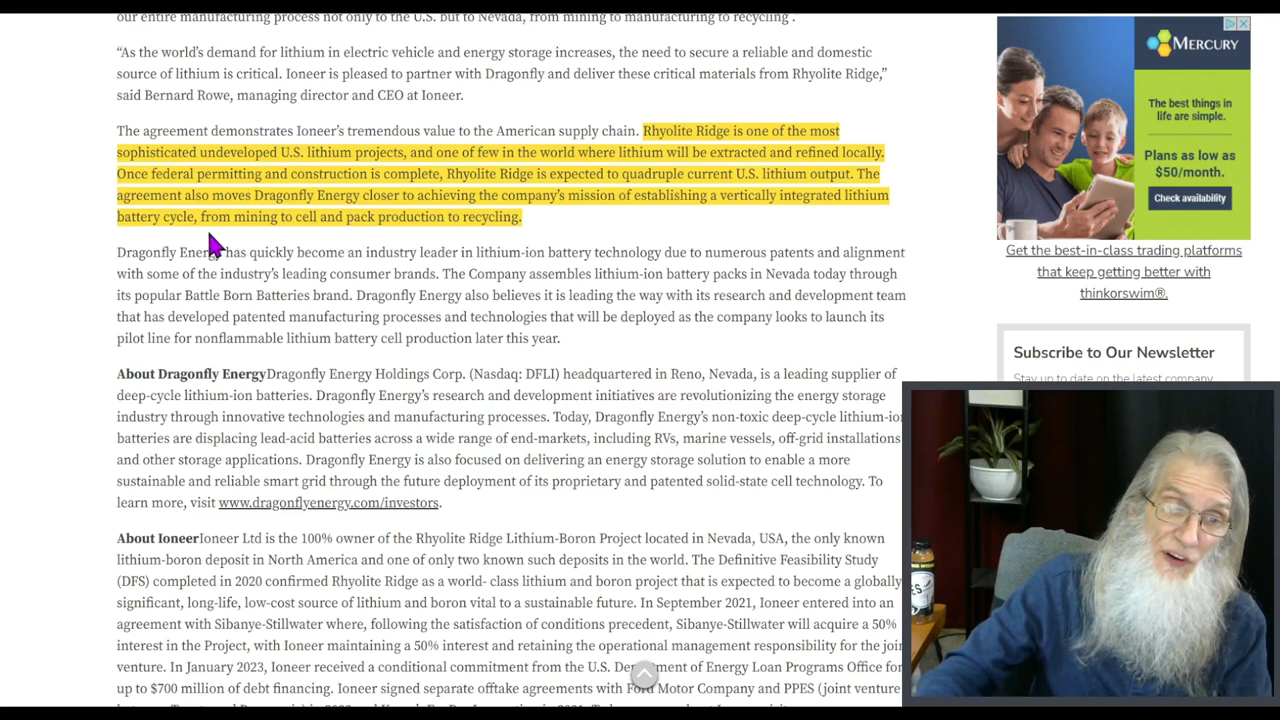 our entire manufacturing process not only to the U.S. but to Nevada, from mining to manufacturing to recycling”.
“As the world’s demand for lithium in electric vehicle and energy storage increases, the need to secure a reliable and domestic
source of lithium is critical. Ioneer is pleased to partner with Dragonfly and deliver these critical materials from Rhyolite Ridge,”
said Bernard Rowe, managing director and CEO at Ioneer.
The agreement demonstrates Ioneer’s tremendous value to the American supply chain. Rhyolite Ridge is one of the most
sophisticated undeveloped U.S. lithium projects, and one of few in the world where lithium will be extracted and refined locally.
Once federal permitting and construction is complete, Rhyolite Ridge is expected to quadruple current U.S. lithium output. The
agreement also moves Dragonfly Energy closer to achieving the company’s mission of establishing a vertically integrated lithium
battery cycle, from mining to cell and pack production to recycling.
Dragonfly Energy has quickly become an industry leader in lithium-ion battery technology due to numerous patents and alignment
with some of the industry’s leading consumer brands. The Company assembles lithium-ion battery packs in Nevada today through
its popular Battle Born Batteries brand. Dragonfly Energy also believes it is leading the way with its research and development team
that has developed patented manufacturing processes and technologies that will be deployed as the company looks to launch its
pilot line for nonflammable lithium battery cell production later this year.
About Dragonfly EnergyDragonfly Energy Holdings Corp. (Nasdaq: DFLI) headquartered in Reno, Nevada, is a leading supplier of
deep-cycle lithium-ion batteries. Dragonfly Energy’s research and development initiatives are revolutionizing the energy storage
industry through innovative technologies and manufacturing processes. Today, Dragonfly Energy’s non-toxic deep-cycle lithium-ion
batteries are displacing lead-acid batteries across a wide range of end-markets, including RVs, marine vessels, off-grid installations
and other storage applications. Dragonfly Energy is also focused on delivering an energy storage solution to enable a more
sustainable and reliable smart grid through the future deployment of its proprietary and patented solid-state cell technology. To
learn more, visit www.dragonflyenergy.com/investors.
About IoneerIoneer Ltd is the 100% owner of the Rhyolite Ridge Lithium-Boron Project located in Nevada, USA, the only known
lithium-boron deposit in North America and one of only two known such deposits in the world. The Definitive Feasibility Study
(DFS) completed in 2020 confirmed Rhyolite Ridge as a world- class lithium and boron project that is expected to become a globally
significant, long-life, low-cost source of lithium and boron vital to a sustainable future. In September 2021, Ioneer entered into an
agreement with Sibanye-Stillwater where, following the satisfaction of conditions precedent, Sibanye-Stillwater will acquire a 50%
interest in the Project, with Ioneer maintaining a 50% interest and retaining the operational management responsibility for the join
venture. In January 2023, Ioneer received a conditional commitment from the U.S. Department of Energy Loan Programs Office for
up to $700 million of debt financing. Ioneer signed separate offtake agreements with Ford Motor Company and PPES (joint venture
MERCURY
The best things in
life are simple.
Plans as low as
$50/month.
Check availability
Get the best-in-class trading platforms
that keep getting better with
thinkorswim®.
Subscribe to Our Newsletter
Stay up to date on the latest company